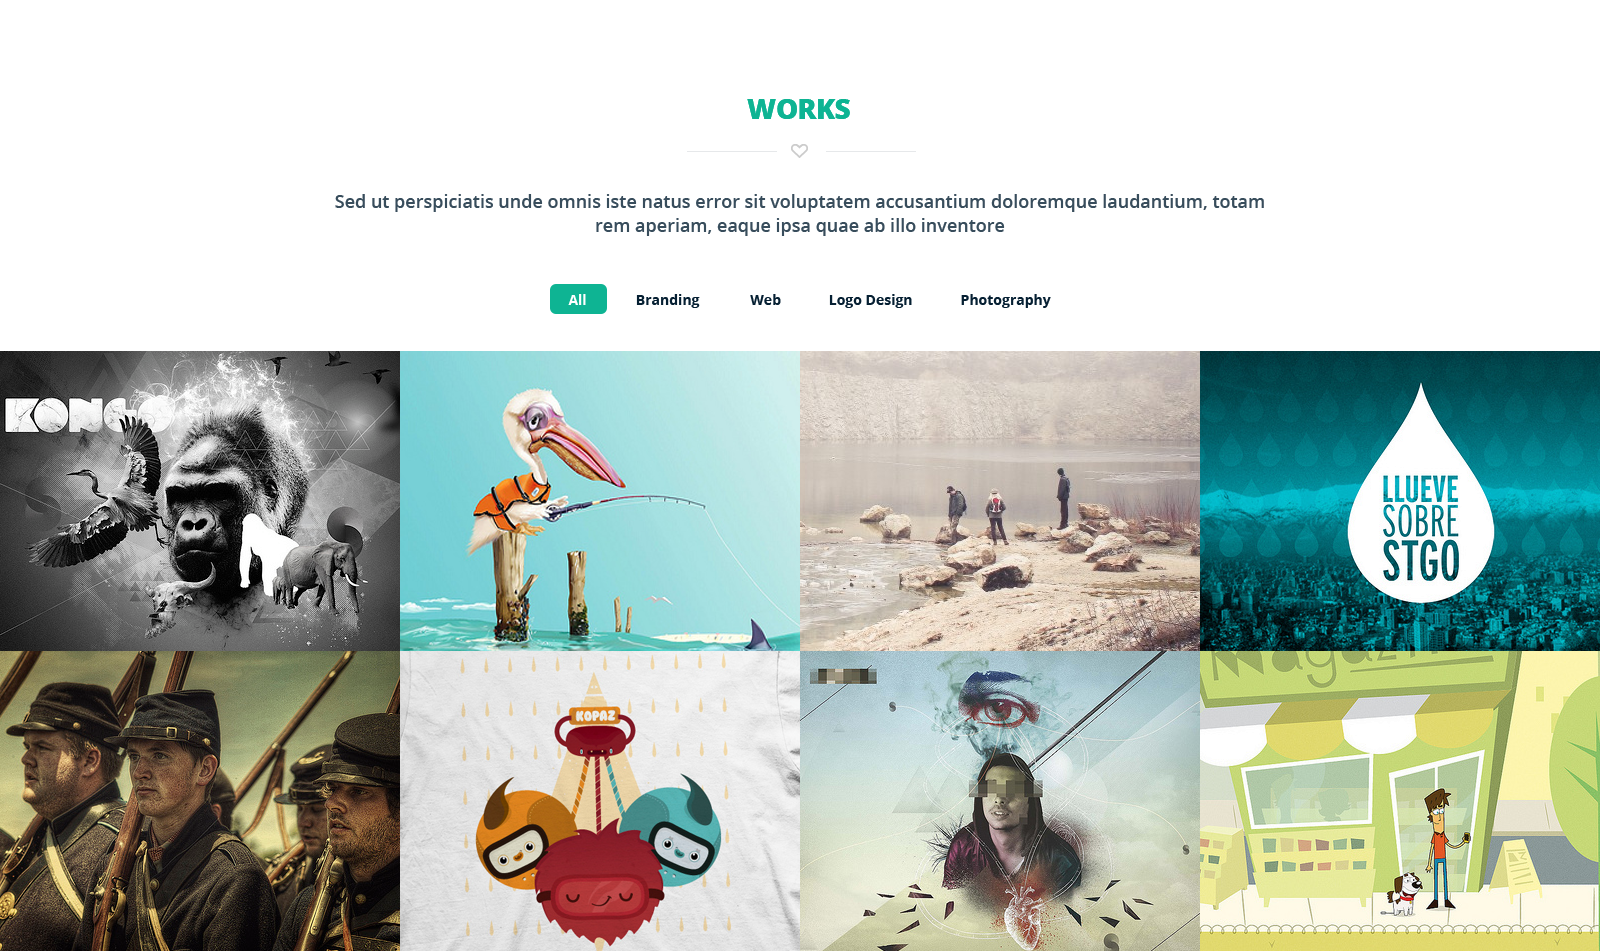 WORKS
Sed ut perspiciatis unde omnis iste natus error sit voluptatem accusantium doloremque laudantium, totam
rem aperiam, eaque ipsa quae ab illo inventore
All
Branding
Web
Logo Design
Photography
KONGO
LLUEVE
SOBRE
STGO
KOPAZ